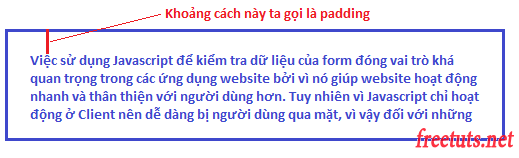 Khoảng cách này ta gọi là padding
Việc sử dụng Javascript để kiểm tra dữ liệu của form đóng vai trò khá
quan trọng trong các ứng dụng website bởi vì nó giúp website hoạt động
nhanh và thân thiện với người dùng hơn. Tuy nhiên vì Javascript chỉ hoạt
động ở Client nên dễ dàng bị người dùng qua mặt, vì vậy đối với những
freetuts.net